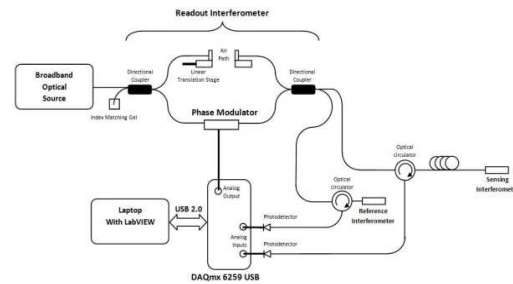 Readout Interferometer
Air
Path
Linear
Translation Stage
Directional
Coupler
Directional
Coupler
Broadband
Optical
Source
Index Matching Gel
Phase Modulator
Optical
circulator
Sensing
Interferometer
Optical
circulator
Reference
Interferometer
Analog
Output
Laptop
With LabVIEW
USB 2.0
Analog
Inputs
Photodetector
Photodetector
DAQmx 6259 USB